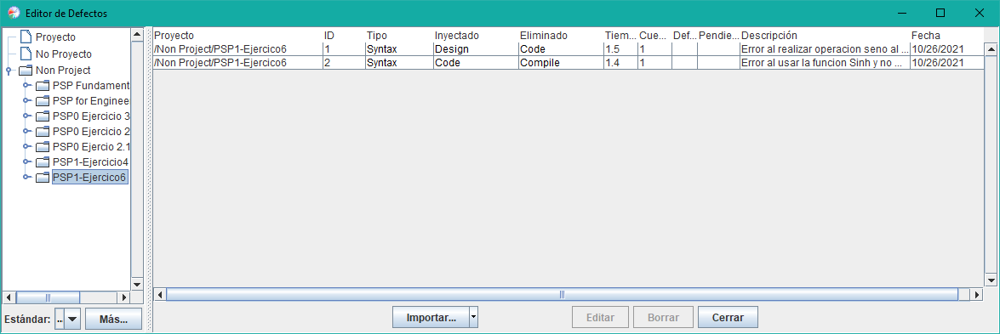 Editor de Defectos
Proyecto
No Proyecto
Non Project
PSP Fundament
PSP for Enginee
PSP0 Ejercicio 3
PSP0 Ejercicio 2
PSP0 Ejercio 2.1
PSP1-Ejercicio4
PSP1-Ejercico6
Estándar: .. Más...
Proyecto ID Tipo Inyectado Eliminado Tiem... Cue... Def... Pendie... Descripción Fecha
/Non Project/PSP1-Ejercico6 1 Syntax Design Code 1.5 1 Error al realizar operacion seno al ... 10/26/2021
/Non Project/PSP1-Ejercico6 2 Syntax Code Compile 1.4 1 Error al usar la funcion Sinh y no ... 10/26/2021
Importar... Editar Borrar Cerrar